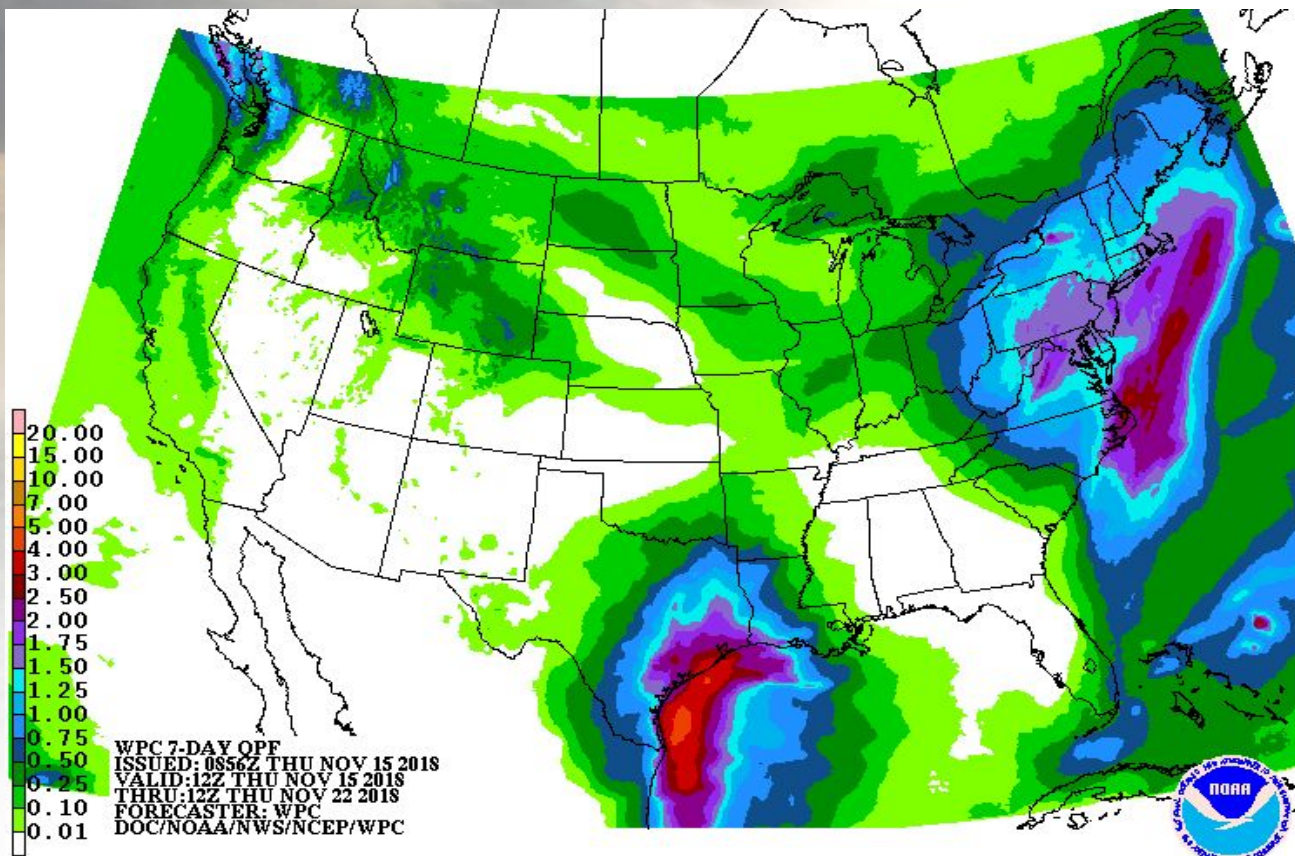 20.00
15.00
10.00
7.00
5.00
4.00
3.00
2.50
2.00
1.75
1.50
1.25
1.00
0.75
0.50
0.25
0.10
0.01
WPC 7-DAY QPF
ISSUED: 0856Z THU NOV 15 2018
VALID:12Z THU NOV 15 2018
THRU:12Z THU NOV 22 2018
FORECASTER: WPC
DOC/NOAA/NWS/NCEP/WPC
NOAA